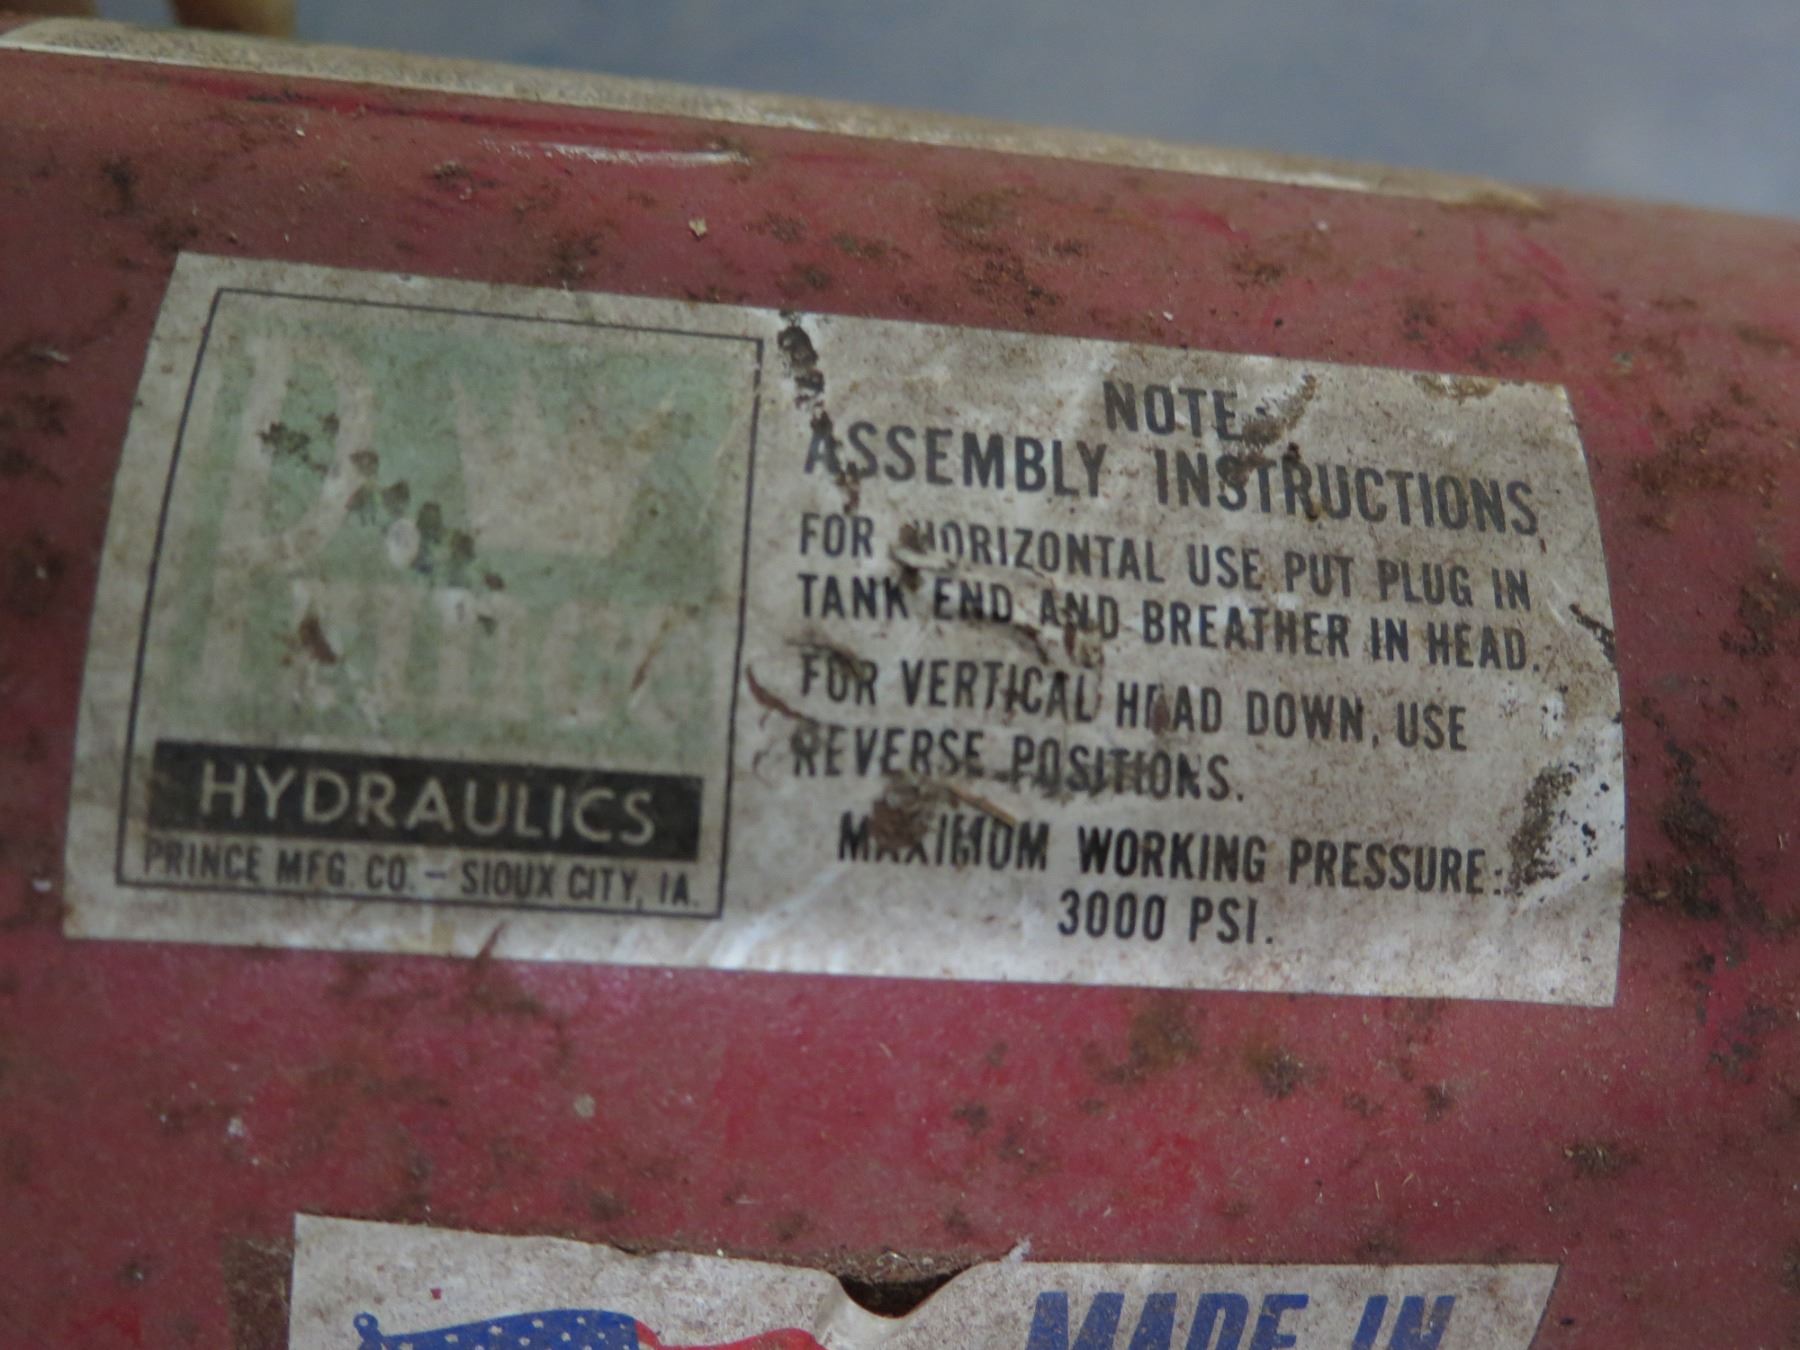 HYDRAULICS
PRINCE MFG. CO. – SIOUX CITY, IA.
NOTE
ASSEMBLY INSTRUCTIONS
FOR HORIZONTAL USE PUT PLUG IN
TANK END AND BREATHER IN HEAD.
FOR VERTICAL HEAD DOWN, USE
REVERSE POSITIONS.
MAXIMUM WORKING PRESSURE:
3000 PSI.
MADE IN